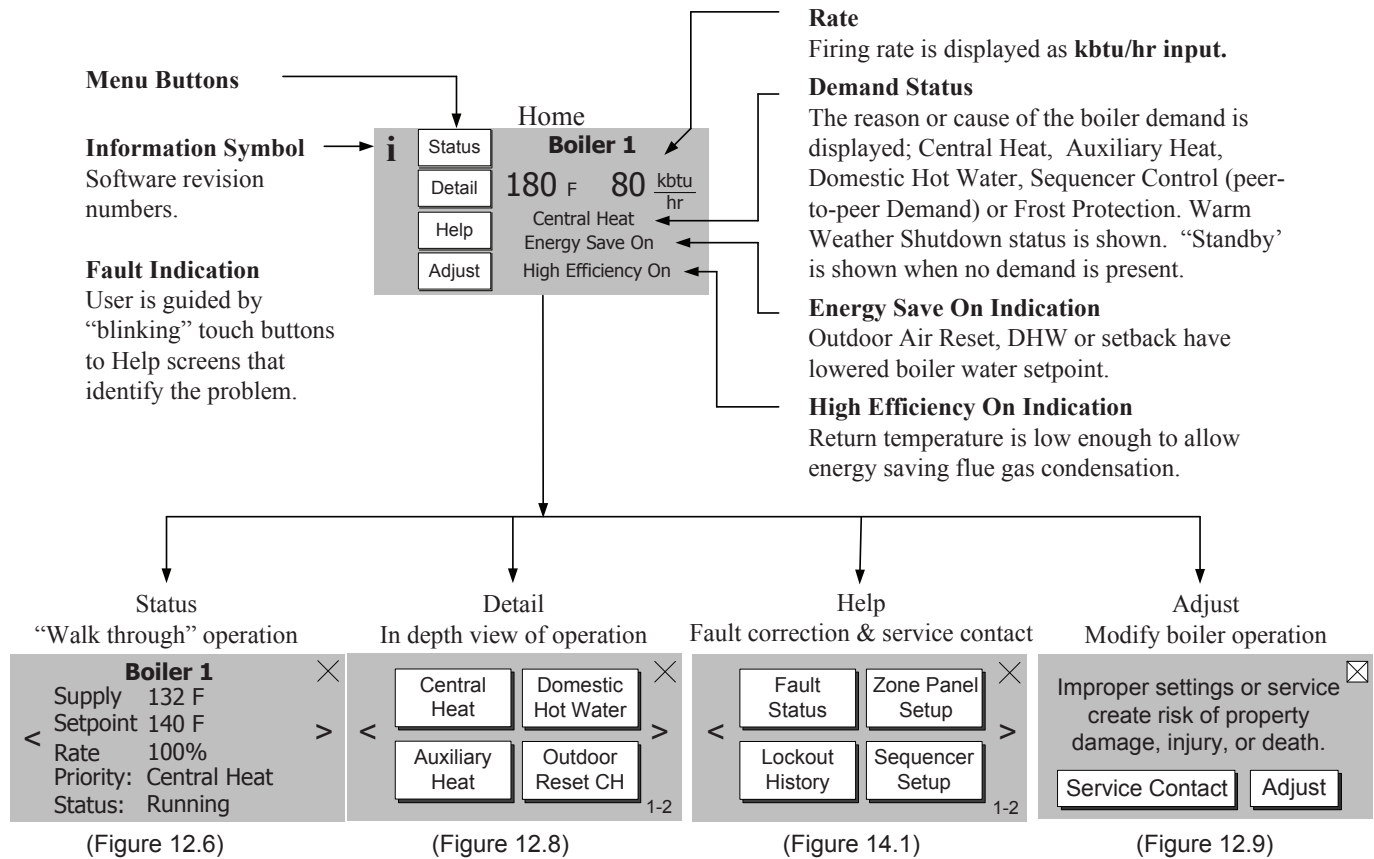 Rate
Firing rate is displayed as kbtu/hr input.
Demand Status
The reason or cause of the boiler demand is
displayed; Central Heat, Auxiliary Heat,
Domestic Hot Water, Sequencer Control (peer-
to-peer Demand) or Frost Protection. Warm
Weather Shutdown status is shown. “Standby’
is shown when no demand is present.
Energy Save On Indication
Outdoor Air Reset, DHW or setback have
lowered boiler water setpoint.
High Efficiency On Indication
Return temperature is low enough to allow
energy saving flue gas condensation.
Menu Buttons
Information Symbol
Software revision
numbers.
Fault Indication
User is guided by
“blinking” touch buttons
to Help screens that
identify the problem.
Home
i
Status
Detail
Help
Adjust
Boiler 1
180 F 80 kbtu
hr
Central Heat
Energy Save On
High Efficiency On
Status
“Walk through” operation
Boiler 1
Supply 132 F
Setpoint 140 F
< >
Rate 100%
Priority: Central Heat
Status: Running
(Figure 12.6)
Detail
In depth view of operation
Central
Heat
Domestic
Hot Water
< >
Auxiliary
Heat
Outdoor
Reset CH
1-2
(Figure 12.8)
Help
Fault correction & service contact
Fault
Status
Zone Panel
Setup
< >
Lockout
History
Sequencer
Setup
1-2
(Figure 14.1)
Adjust
Modify boiler operation
Improper settings or service
create risk of property
damage, injury, or death.
Service Contact
Adjust
(Figure 12.9)